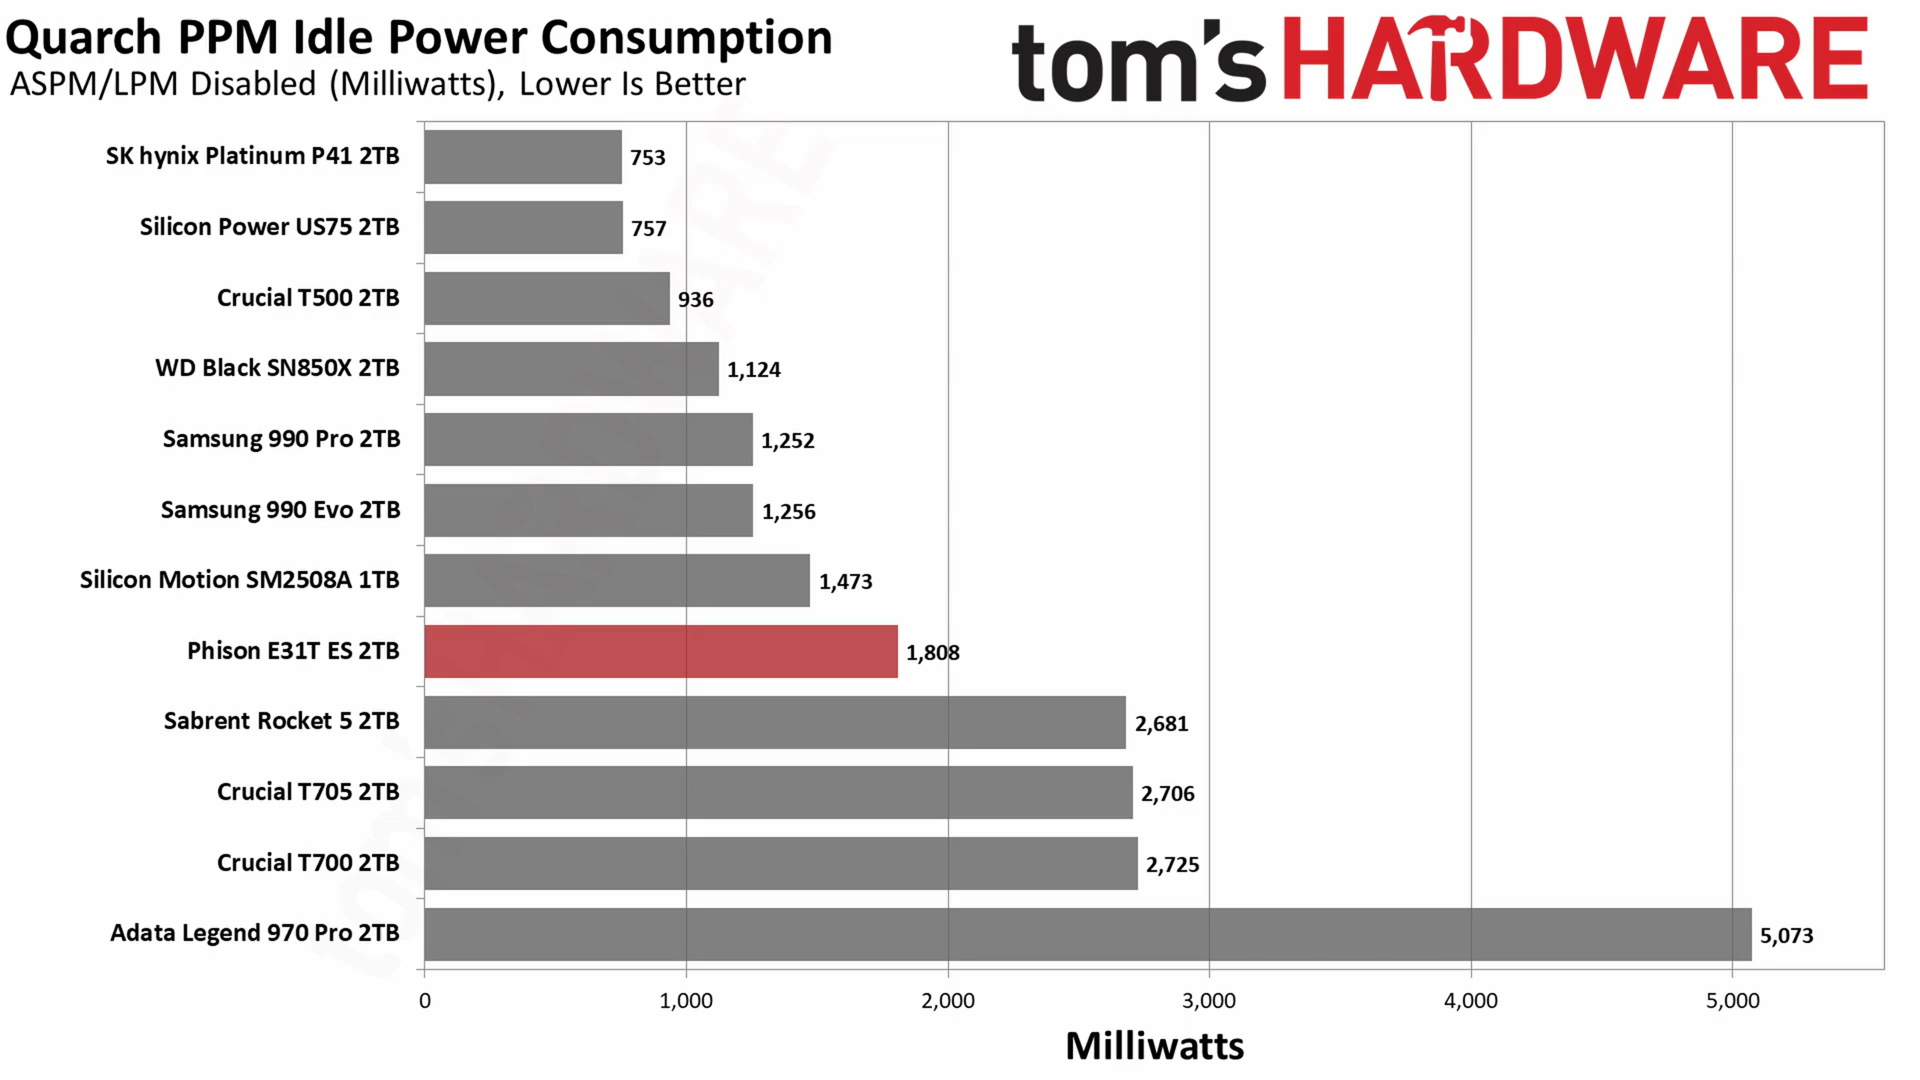 Quarch PPM Idle Power Consumption
ASPM/LPM Disabled (Milliwatts), Lower Is Better
tom's HARDWARE
SK hynix Platinum P41 2TB 753
Silicon Power US75 2TB 757
Crucial T500 2TB 936
WD Black SN850X 2TB 1,124
Samsung 990 Pro 2TB 1,252
Samsung 990 Evo 2TB 1,256
Silicon Motion SM2508A 1TB 1,473
Phison E31T ES 2TB 1,808
Sabrent Rocket 5 2TB 2,681
Crucial T705 2TB 2,706
Crucial T700 2TB 2,725
Adata Legend 970 Pro 2TB 5,073
0 1,000 2,000 3,000 4,000 5,000
Milliwatts
tom's HARDWARE